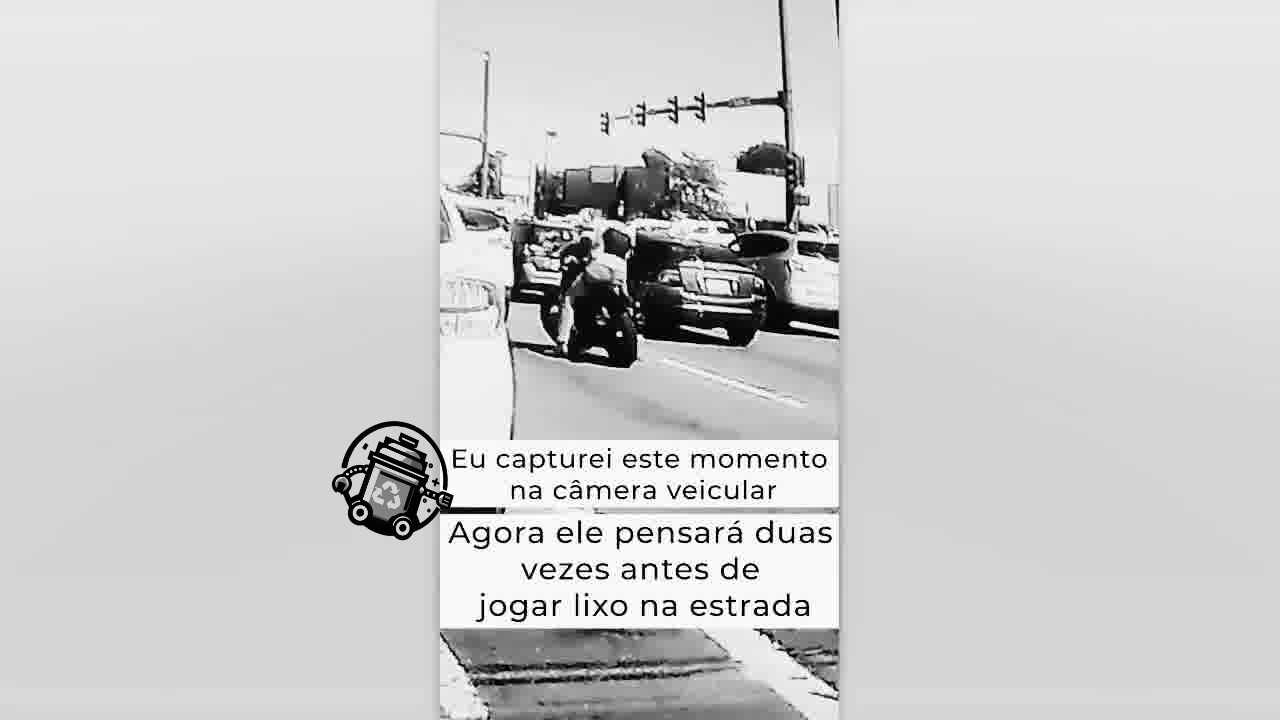 Eu capturei este momento
na câmera veicular
Agora ele pensará duas
vezes antes de
jogar lixo na estrada